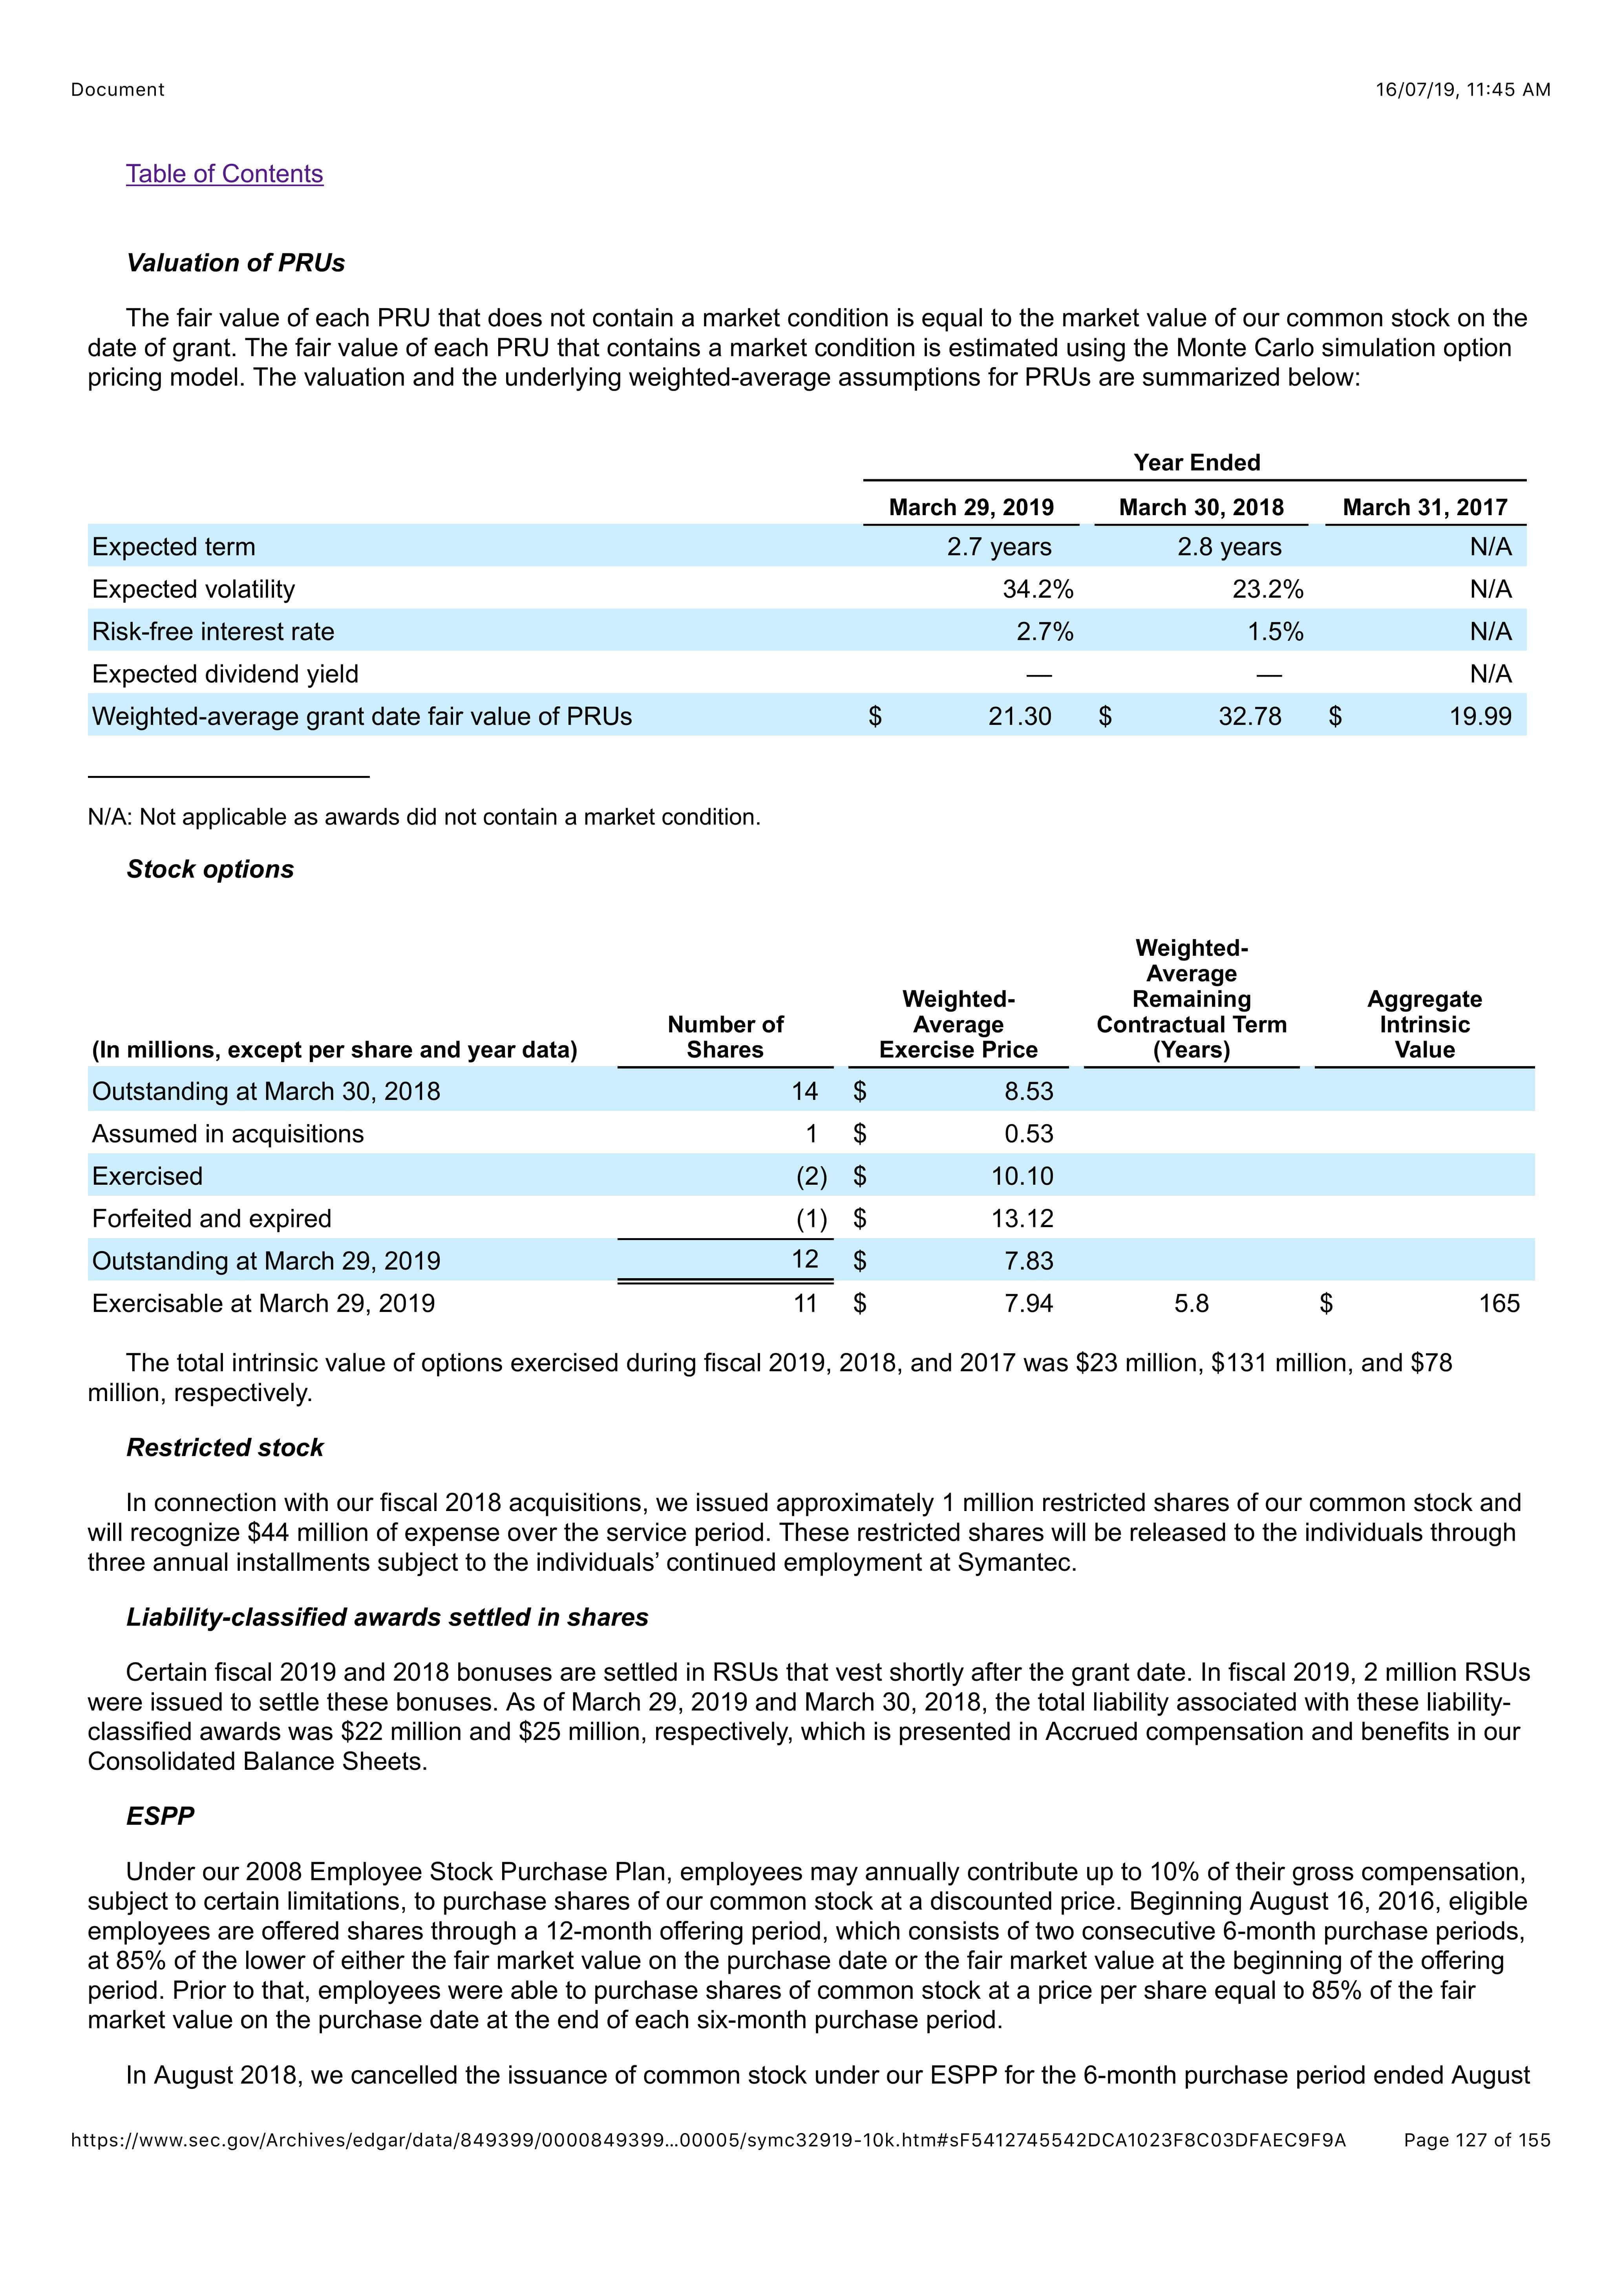 Document 16/07/19, 11:45 AM
Table of Contents
Valuation of PRUs
The fair value of each PRU that does not contain a market condition is equal to the market value of our common stock on the
date of grant. The fair value of each PRU that contains a market condition is estimated using the Monte Carlo simulation option
pricing model. The valuation and the underlying weighted-average assumptions for PRUs are summarized below:
Year Ended
March 29, 2019 March 30, 2018 March 31, 2017
Expected term 2.7 years 2.8 years N/A
Expected volatility 34.2% 23.2% N/A
Risk-free interest rate 2.7% 1.5% N/A
Expected dividend yield — — N/A
Weighted-average grant date fair value of PRUs $ 21.30 $ 32.78 $ 19.99
N/A: Not applicable as awards did not contain a market condition.
Stock options
Weighted-
Average
Weighted- Remaining Aggregate
Number of Average Contractual Term Intrinsic
(In millions, except per share and year data) Shares Exercise Price (Years) Value
Outstanding at March 30, 2018 14 $ 8.53
Assumed in acquisitions 1 $ 0.53
Exercised (2) $ 10.10
Forfeited and expired (1) $ 13.12
Outstanding at March 29, 2019 12 $ 7.83
Exercisable at March 29, 2019 11 $ 7.94 5.8 $ 165
The total intrinsic value of options exercised during fiscal 2019, 2018, and 2017 was $23 million, $131 million, and $78
million, respectively.
Restricted stock
In connection with our fiscal 2018 acquisitions, we issued approximately 1 million restricted shares of our common stock and
will recognize $44 million of expense over the service period. These restricted shares will be released to the individuals through
three annual installments subject to the individuals’ continued employment at Symantec.
Liability-classified awards settled in shares
Certain fiscal 2019 and 2018 bonuses are settled in RSUs that vest shortly after the grant date. In fiscal 2019, 2 million RSUs
were issued to settle these bonuses. As of March 29, 2019 and March 30, 2018, the total liability associated with these liability-
classified awards was $22 million and $25 million, respectively, which is presented in Accrued compensation and benefits in our
Consolidated Balance Sheets.
ESPP
Under our 2008 Employee Stock Purchase Plan, employees may annually contribute up to 10% of their gross compensation,
subject to certain limitations, to purchase shares of our common stock at a discounted price. Beginning August 16, 2016, eligible
employees are offered shares through a 12-month offering period, which consists of two consecutive 6-month purchase periods,
at 85% of the lower of either the fair market value on the purchase date or the fair market value at the beginning of the offering
period. Prior to that, employees were able to purchase shares of common stock at a price per share equal to 85% of the fair
market value on the purchase date at the end of each six-month purchase period.
In August 2018, we cancelled the issuance of common stock under our ESPP for the 6-month purchase period ended August
https://www.sec.gov/Archives/edgar/data/849399/0000849399…00005/symc32919-10k.htm#sF5412745542DCA1023F8C03DFAEC9F9A Page 127 of 155